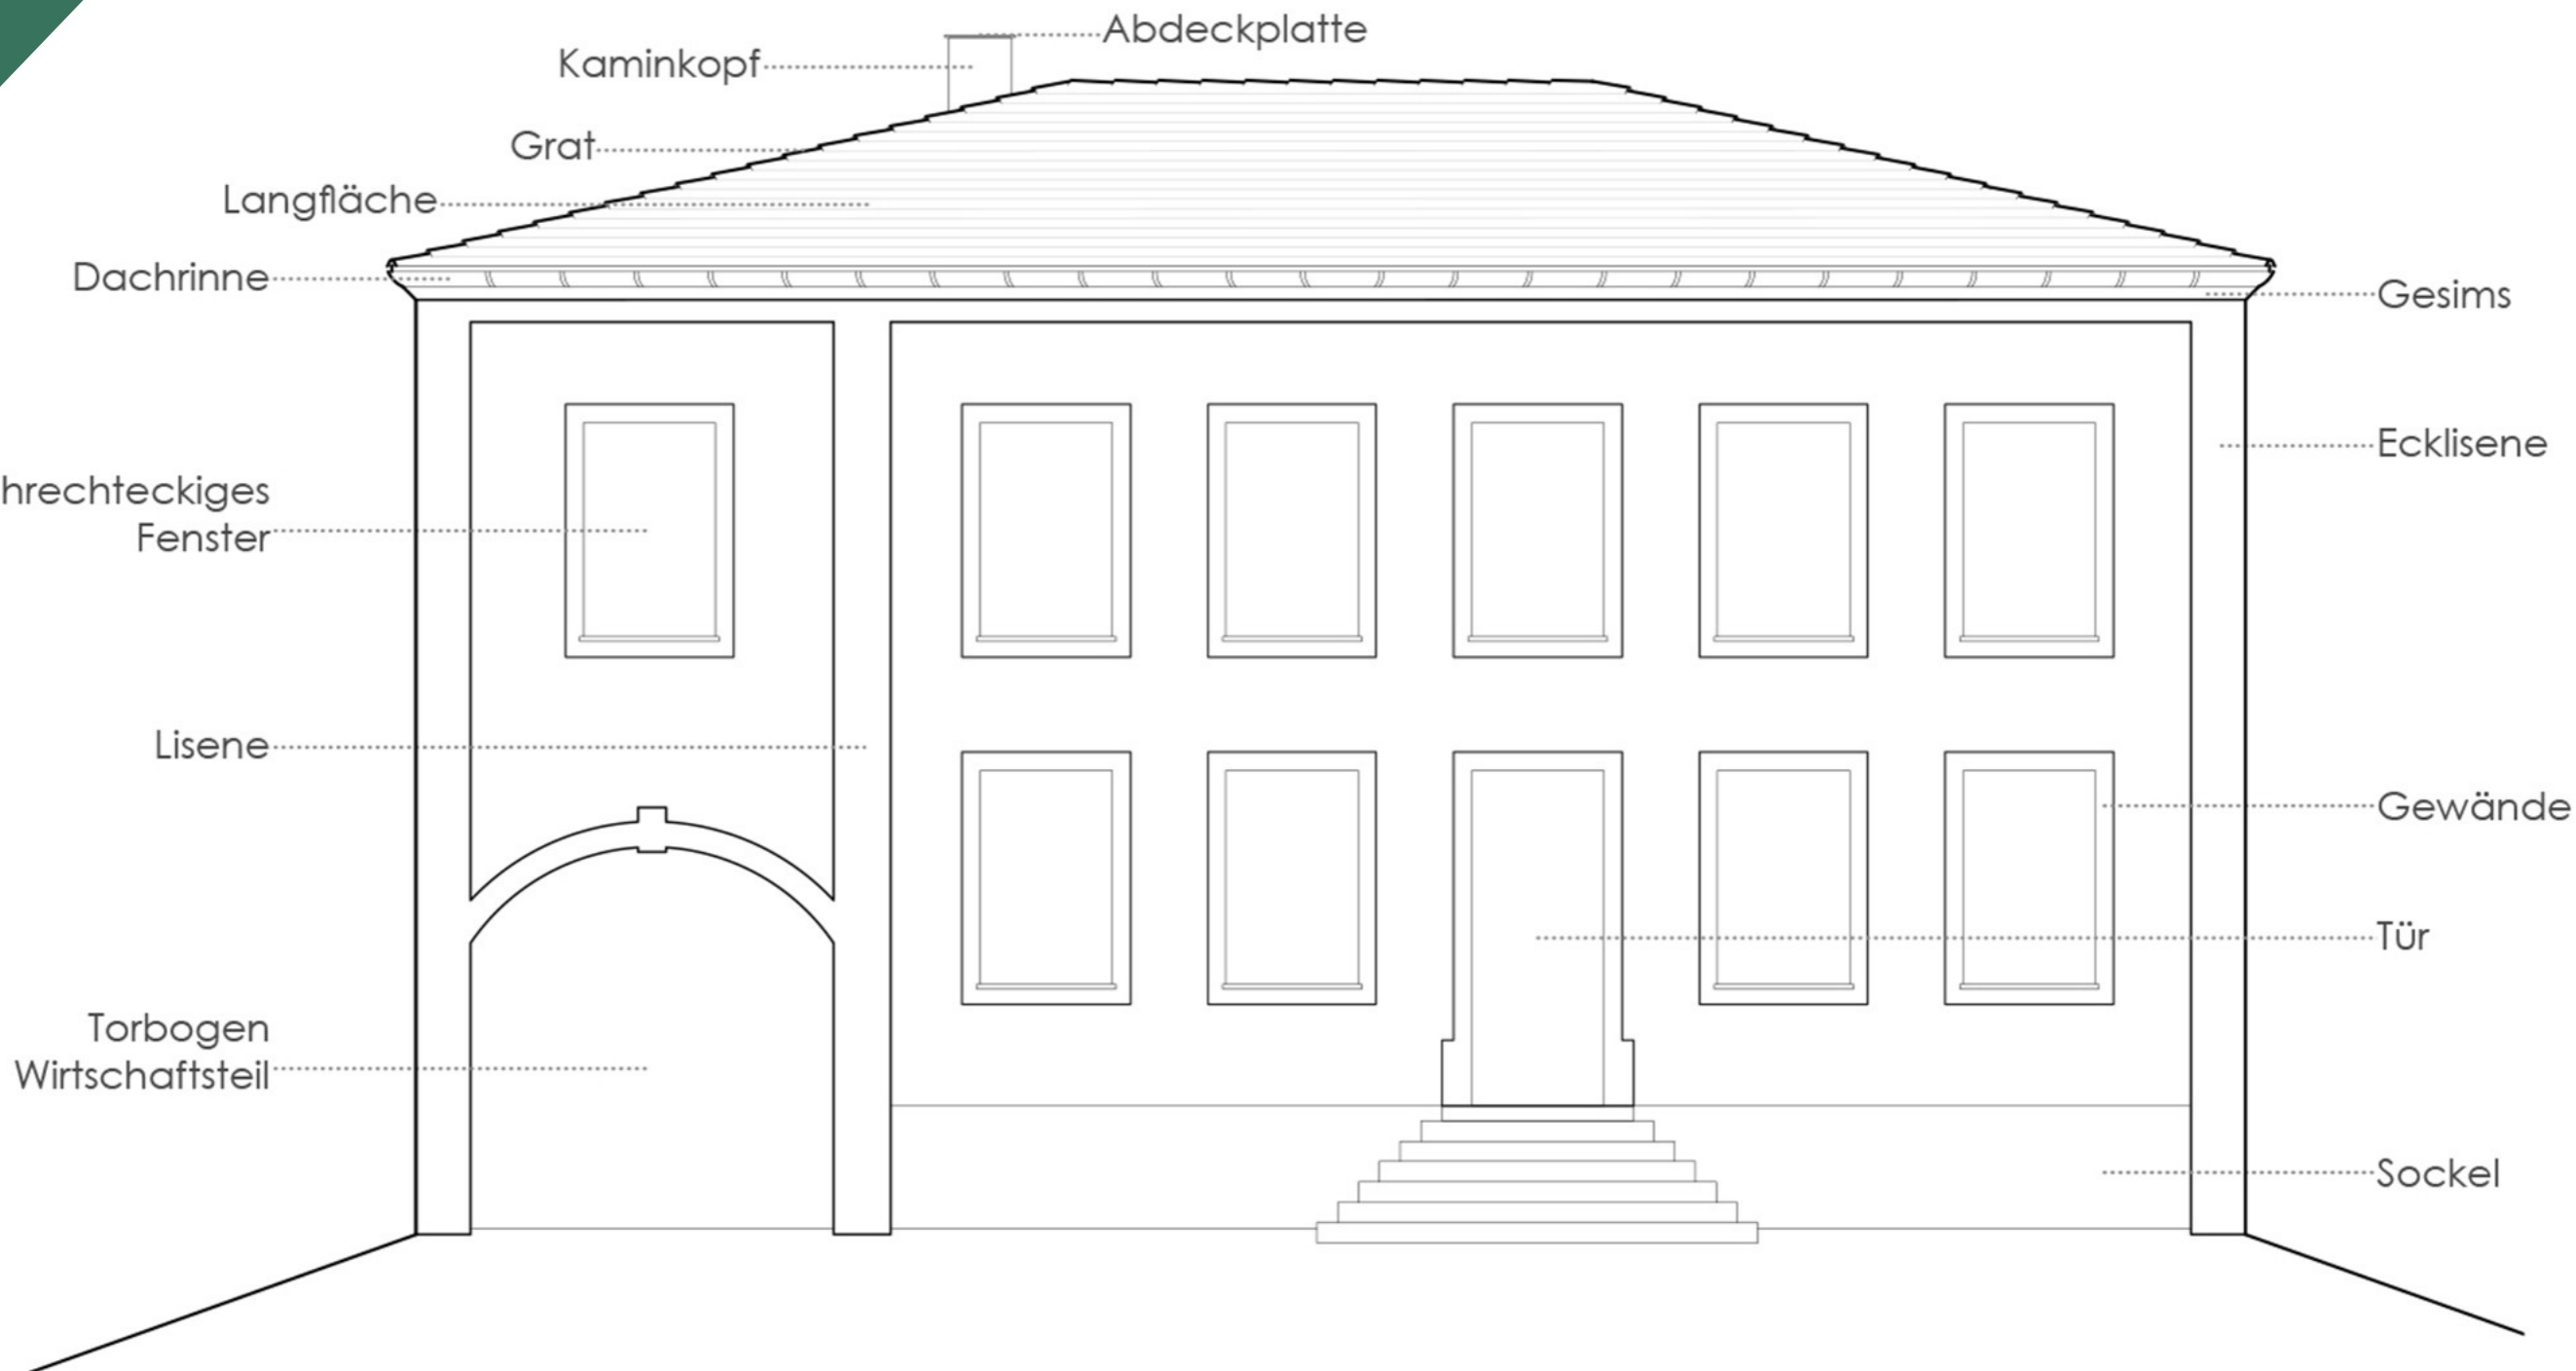 Abdeckplatte
Kaminkopf
Grat
Langfläche
Dachrinne
Gesims
Ecklisene
hrechteckiges
Fenster
Lisene
Gewände
Tür
Torbogen
Wirtschaftsteil
Sockel